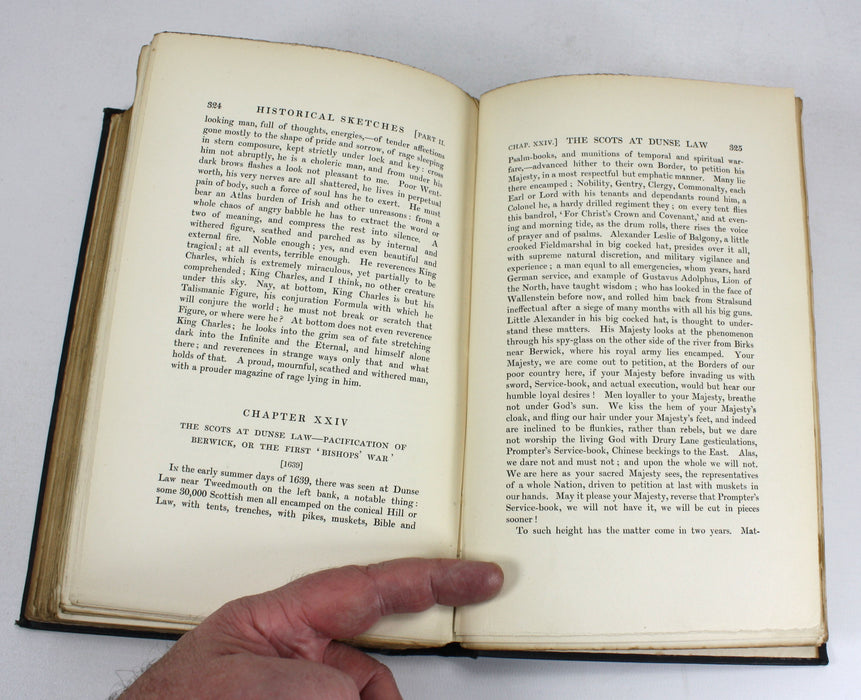 324
HISTORICAL SKETCHES
[PART II.
looking man, full of thoughts, energies,—of tender affections
gone mostly to the shape of pride and sorrow, of rage sleeping
in stern composure, kept strictly under lock and key: cross
him not abruptly, he is a choleric man, and from under his
dark brows flashes a look not pleasant to me. Poor Went-
worth, his very nerves are all shattered, he lives in perpetual
pain of body, such a force of soul has he to exert. He must
bear an Atlas burden of Irish and other unreasons: from a
whole chaos of angry babble he has to extract the word or
two of meaning, and compress the rest into silence. A
withered figure, scathed and parched as by internal and
external fire. Noble enough; yes, and even beautiful and
tragical; at all events, terrible enough. He reverences King
Charles, which is extremely miraculous, yet partially to be
comprehended; King Charles, and I think, no other creature
under this sky. Nay, at bottom, King Charles is but his
Talismanic Figure, his conjuration Formula with which he
will conjure the world; he must not break or scratch that
Figure, or where were he? At bottom does not even reverence
King Charles; he looks into the grim sea of fate stretching
dark into the Infinite and the Eternal, and himself alone
there; and reverences in strange ways only that and what
holds of that. A proud, mournful, scathed and withered man,
with a prouder magazine of rage lying in him.
CHAPTER XXIV
THE SCOTS AT DUNSE LAW—PACIFICATION OF
BERWICK, OR THE FIRST 'BISHOPS' WAR'
[1639]
IN the early summer days of 1639, there was seen at Dunse
Law near Tweedmouth on the left bank, a notable thing:
some 30,000 Scottish men all encamped on the conical Hill or
Law, with tents, trenches, with pikes, muskets, Bible and
CHAP. XXIV.] THE SCOTS AT DUNSE LAW 325
Psalm-books, and munitions of temporal and spiritual war-
fare,—advanced hither to their own Border, to petition his
Majesty, in a most respectful but emphatic manner. Many lie
there encamped; Nobility, Gentry, Clergy, Commonalty, each
Earl or Lord with his tenants and dependants round him, a
Colonel he, a hardy drilled regiment they; on every tent flies
this bandrol, 'For Christ's Crown and Covenant,' and at even-
ing and morning tide, as the drum rolls, there rises the voice
of prayer and of psalms. Alexander Leslie of Balgony, a little
crooked Fieldmarshal in big cocked hat, presides over it all,
with supreme natural discretion, and military vigilance and
experience; a man equal to all emergencies, whom years, hard
German service, and example of Gustavus Adolphus, Lion of
the North, have taught wisdom; who has looked in the face of
Wallenstein before now, and rolled him back from Stralsund
ineffectual after a siege of many months with all his big guns.
Little Alexander in his big cocked hat, is thought to under-
stand these matters. His Majesty looks at the phenomenon
through his spy-glass on the other side of the river from Birks
near Berwick, where his royal army lies encamped. Your
Majesty, we are come out to petition, at the Borders of our
poor country here, if your Majesty before invading us with
sword, Service-book, and actual execution, would but hear our
humble loyal desires! Men loyaller to your Majesty, breathe
not under God's sun. We kiss the hem of your Majesty's
cloak, and fling our hair under your Majesty's feet, and indeed
are inclined to be flunkies, rather than rebels, but we dare
not worship the living God with Drury Lane gesticulations,
Prompter's Service-book, Chinese beckings to the East. Alas,
we dare not and must not; and upon the whole we will not.
We are here as your sacred Majesty sees, the representatives
of a whole Nation, driven to petition at last with muskets in
our hands. May it please your Majesty, reverse that Prompter's
Service-book, we will not have it, we will be cut in pieces
sooner!
To such height has the matter come in two years. Mat-